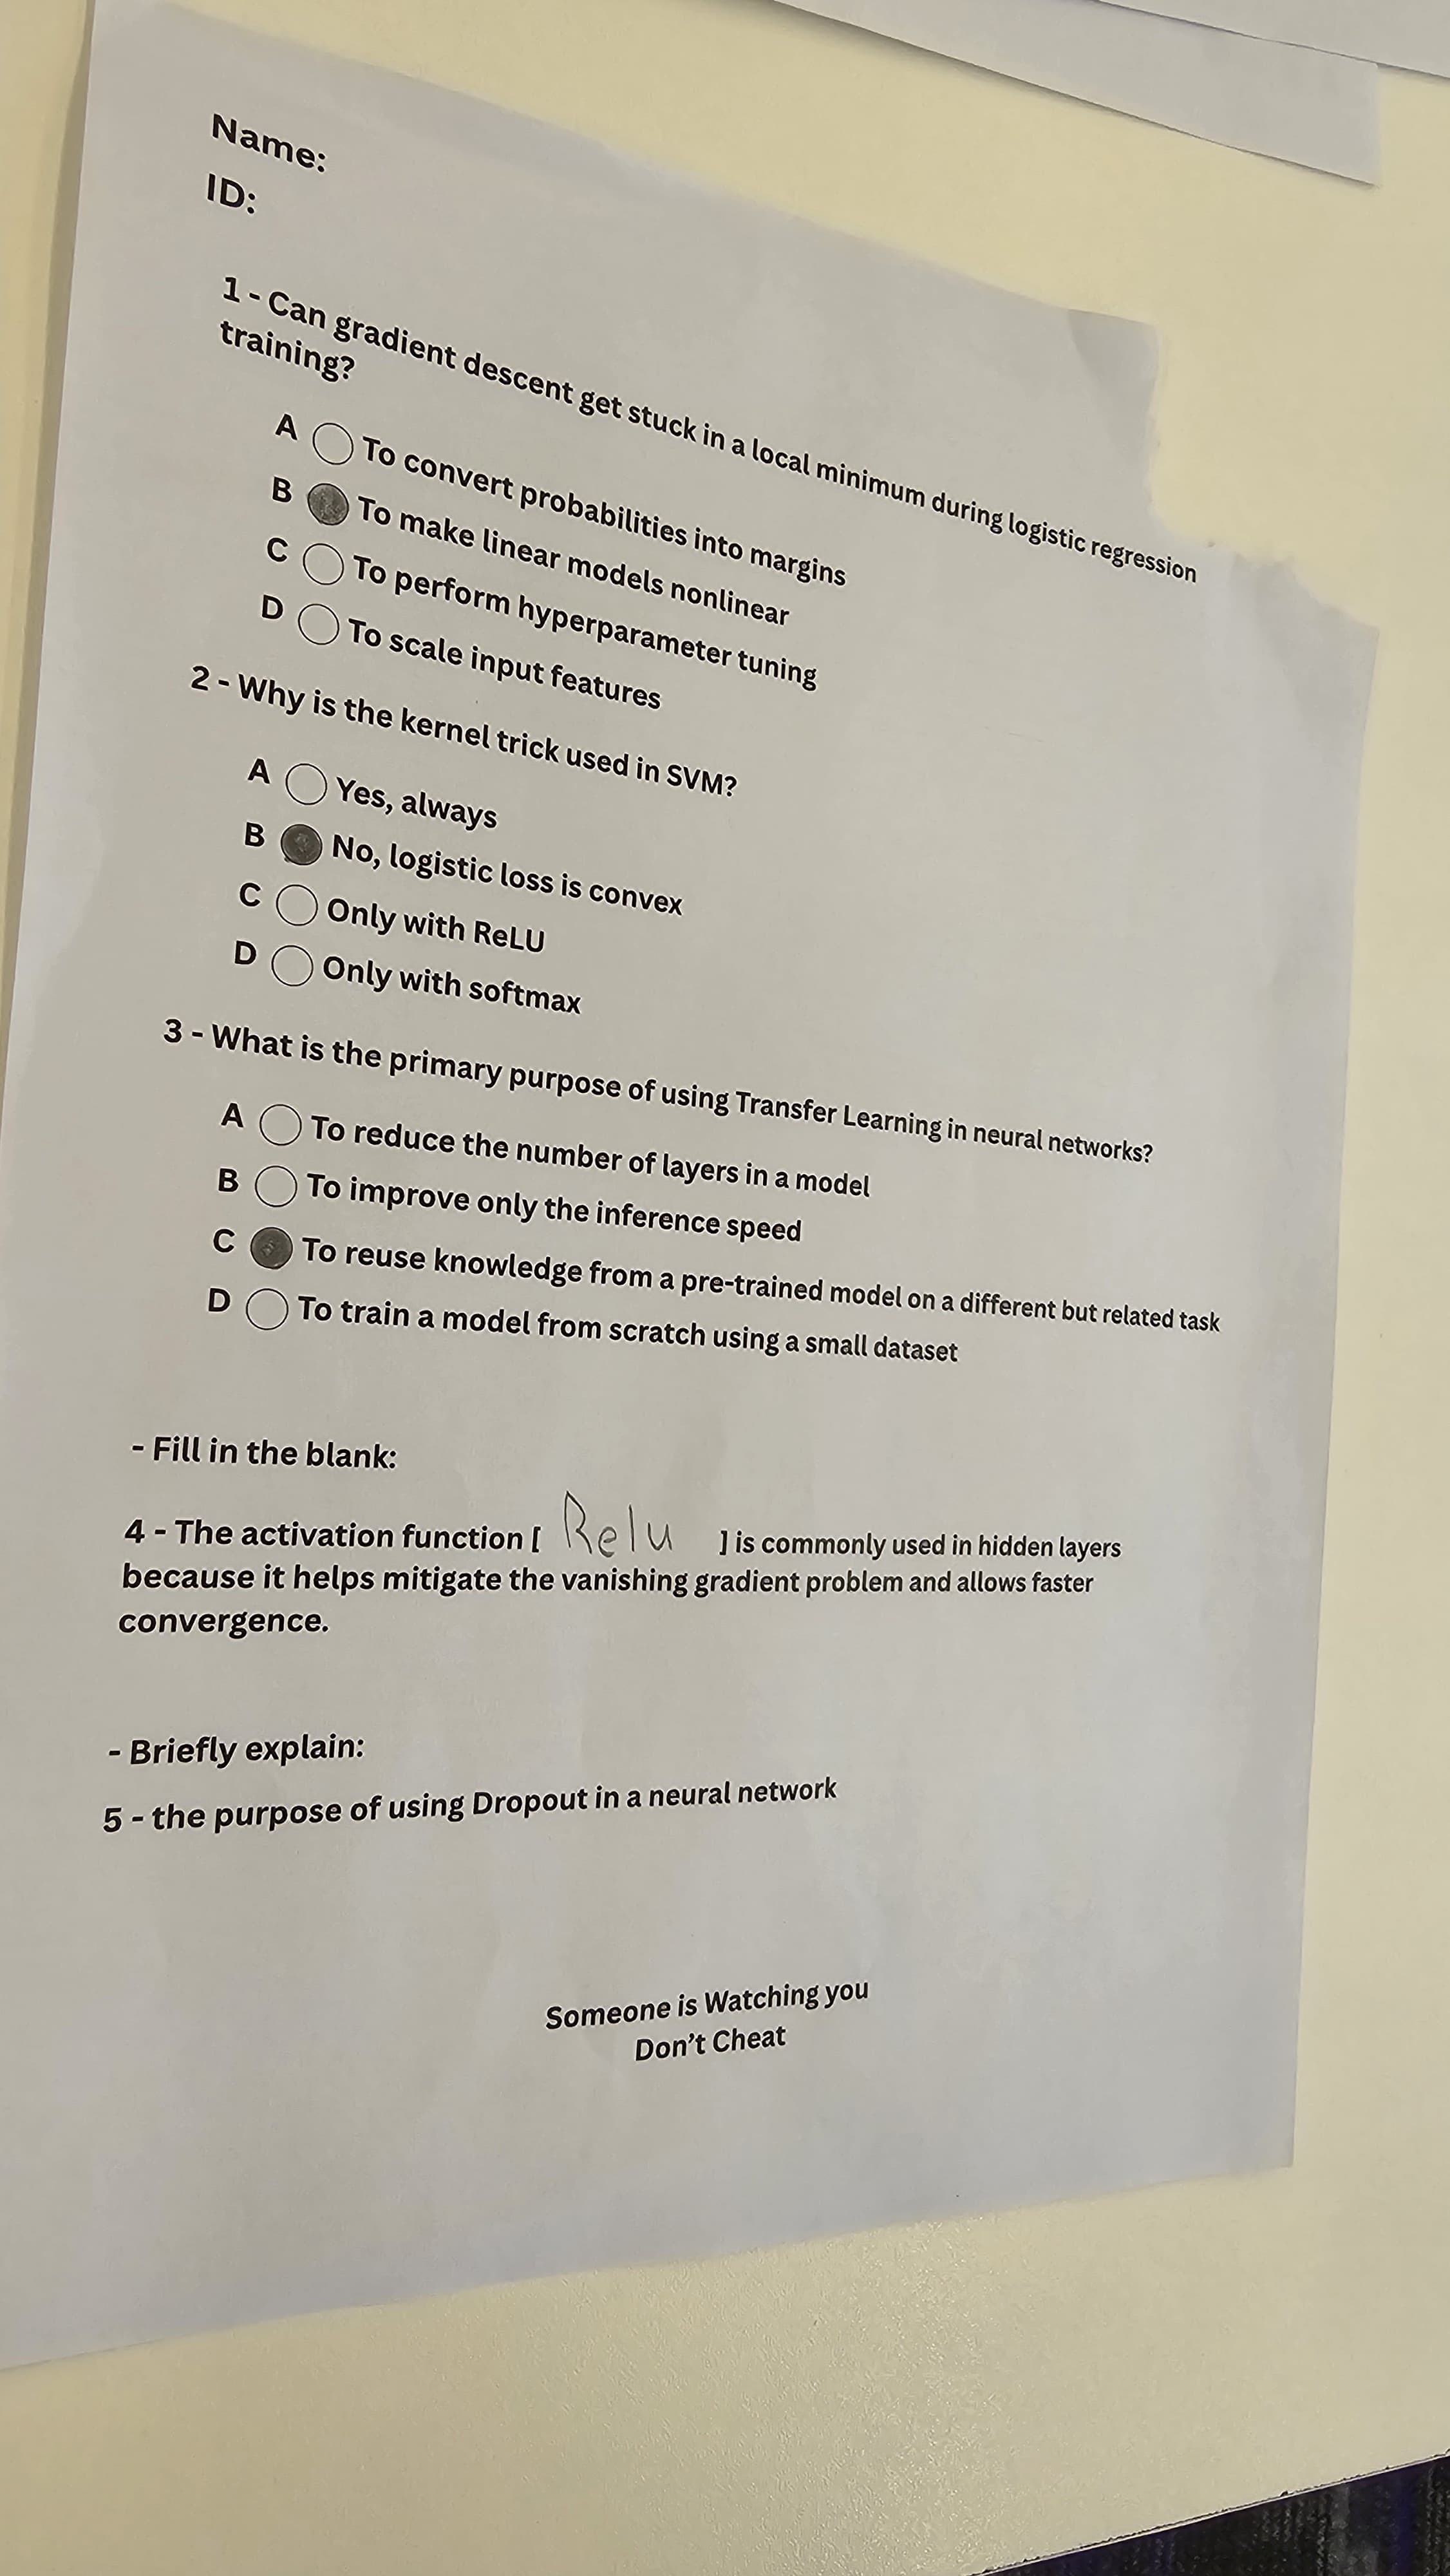 Name:
ID:
1 - Can gradient descent get stuck in a local minimum during logistic regression
training?
A To convert probabilities into margins
B To make linear models nonlinear
C To perform hyperparameter tuning
D To scale input features
2 - Why is the kernel trick used in SVM?
A Yes, always
B No, logistic loss is convex
C Only with ReLU
D Only with softmax
3 - What is the primary purpose of using Transfer Learning in neural networks?
A To reduce the number of layers in a model
B To improve only the inference speed
C To reuse knowledge from a pre-trained model on a different but related task
D To train a model from scratch using a small dataset
- Fill in the blank:
4 - The activation function [ Relu ] is commonly used in hidden layers
because it helps mitigate the vanishing gradient problem and allows faster
convergence.
- Briefly explain:
5 - the purpose of using Dropout in a neural network
Someone is Watching you
Don't Cheat